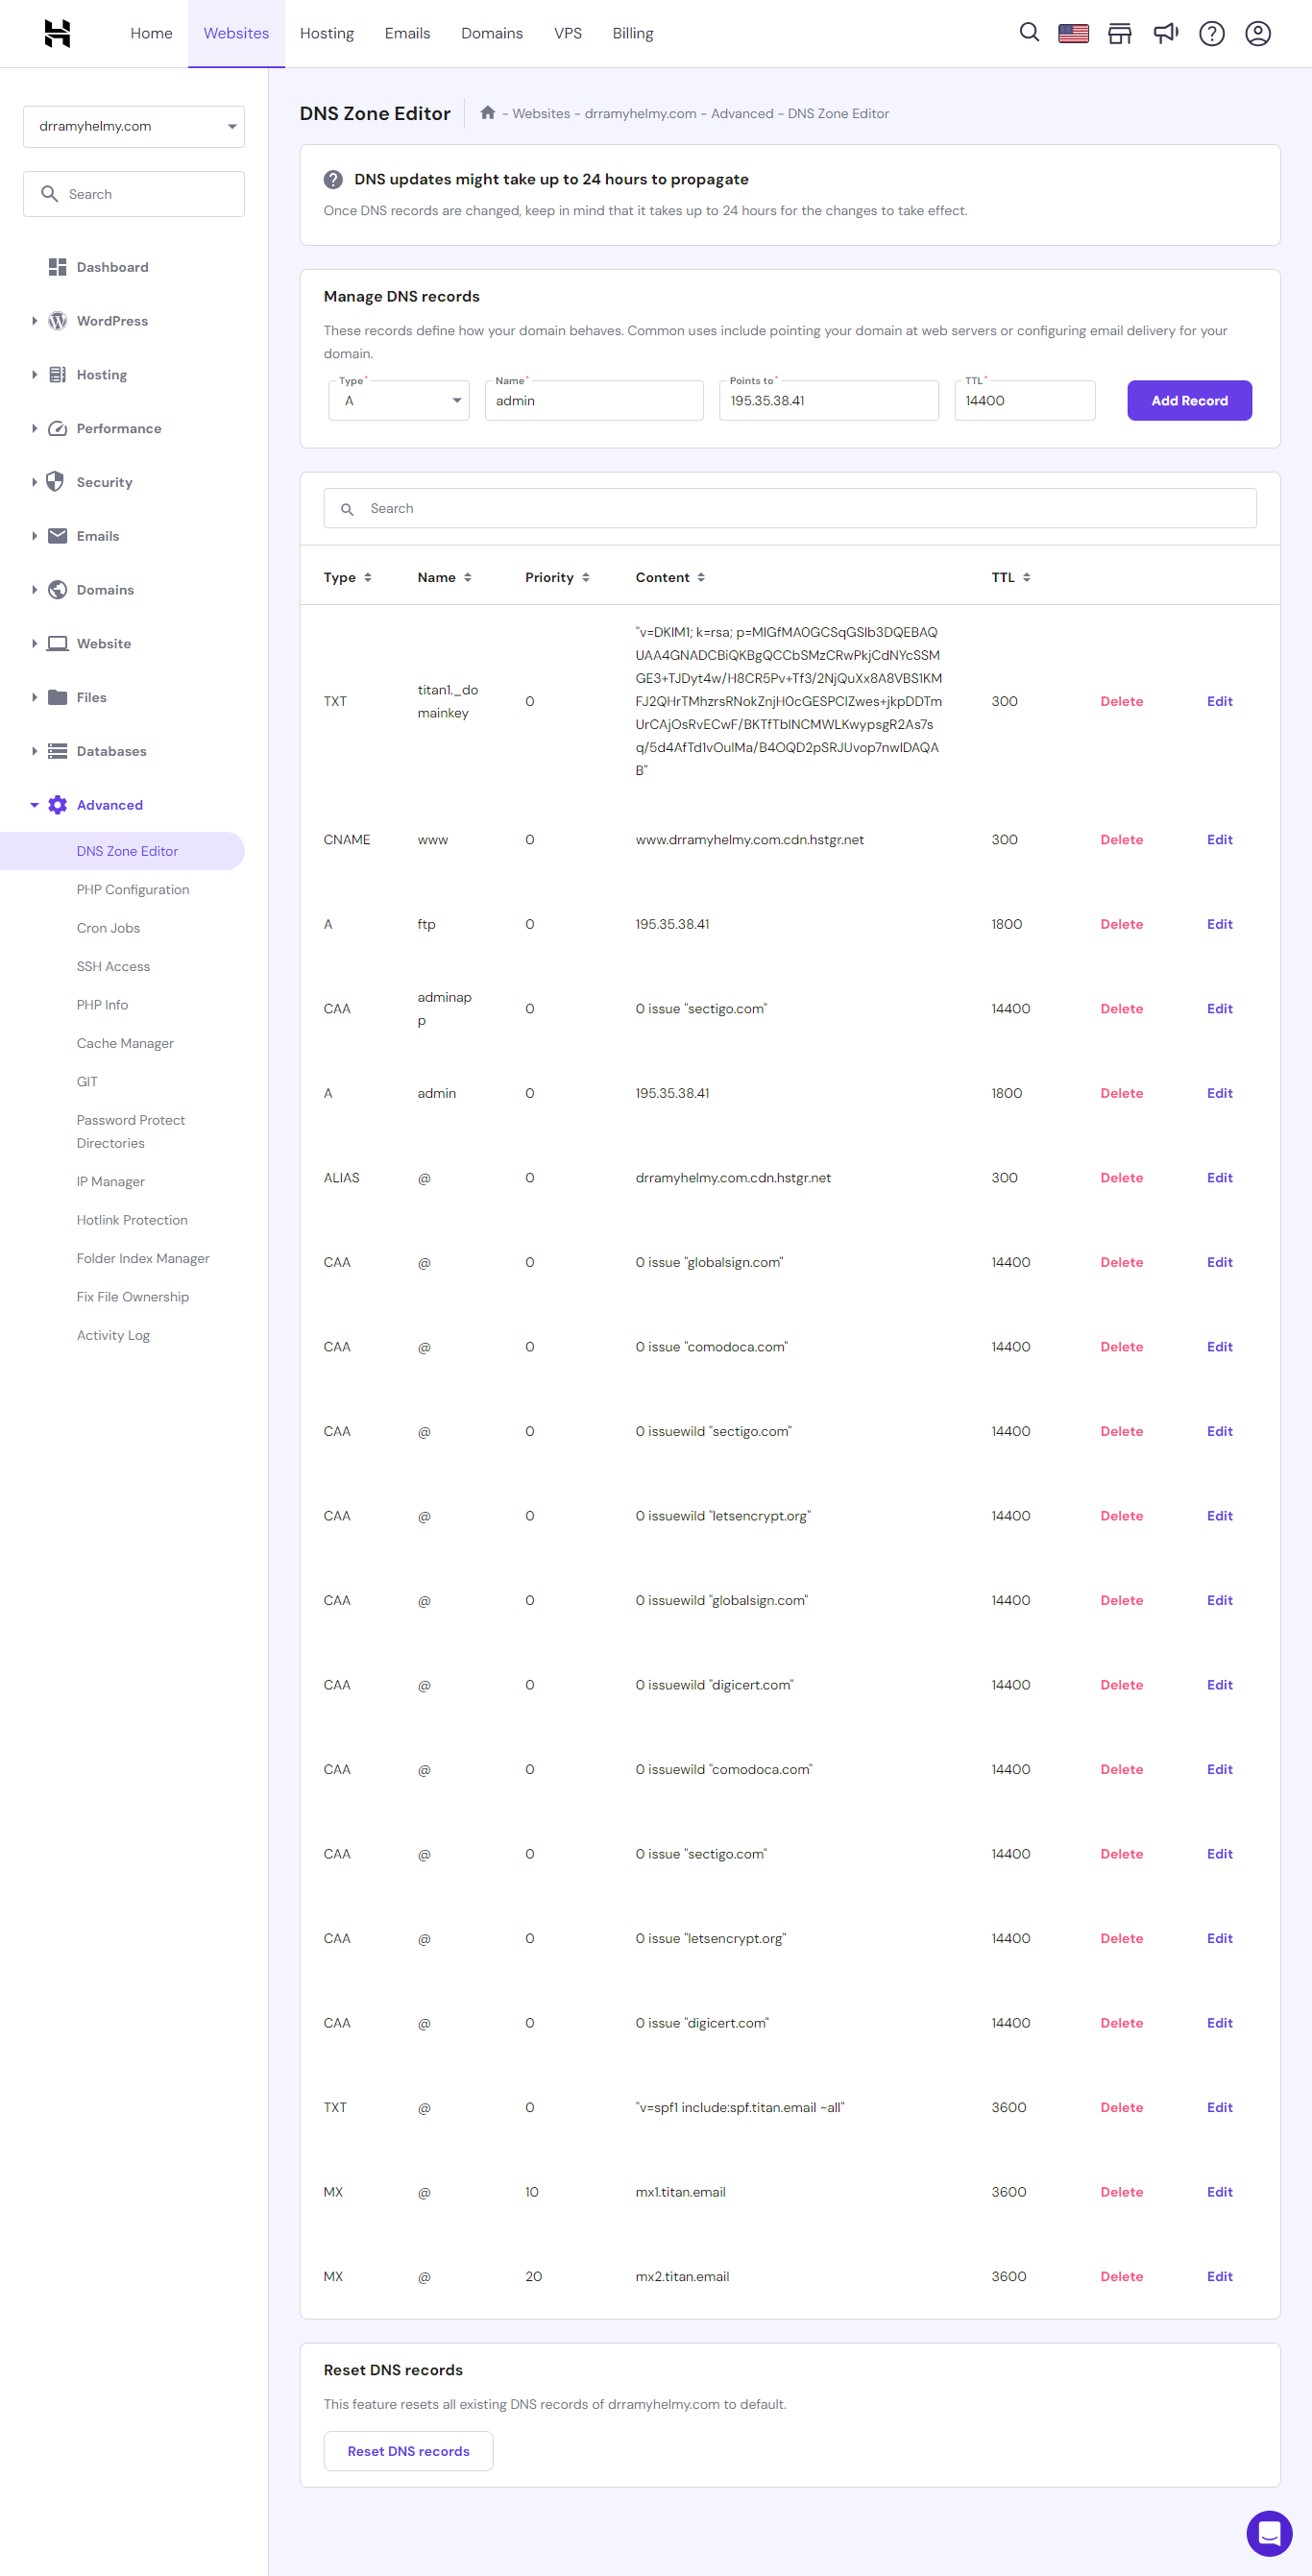 Home Websites Hosting Emails Domains VPS Billing
drramyhelmy.com
Search
Dashboard
WordPress
Hosting
Performance
Security
Emails
Domains
Website
Files
Databases
Advanced
DNS Zone Editor
PHP Configuration
Cron Jobs
SSH Access
PHP Info
Cache Manager
GIT
Password Protect
Directories
IP Manager
Hotlink Protection
Folder Index Manager
Fix File Ownership
Activity Log
DNS Zone Editor - Websites - drramyhelmy.com - Advanced - DNS Zone Editor
DNS updates might take up to 24 hours to propagate
Once DNS records are changed, keep in mind that it takes up to 24 hours for the changes to take effect.
Manage DNS records
These records define how your domain behaves. Common uses include pointing your domain at web servers or configuring email delivery for your
domain.
Type* Name* Points to* TTL*
A admin 195.35.38.41 14400 Add Record
Search
Type Name Priority Content TTL
"v=DKIM1; k=rsa; p=MIGfMA0GCSqGSIb3DQEBAQ
UAA4GNADCBiQKBgQCCbSMzCRwPkjCdNYcSSM
GE3+TJDyt4w/H8CR5Pv+Tf3/2NjQuXx8A8VBS1KM
TXT titan1._do
mainkey 0 FJ2QHrTMhzrsRNokZnjH0cGESPClZwes+jkpDDTm 300 Delete Edit
UrCAjOsRvECwF/BKTfTbINCMWLKwypsgR2As7s
q/5d4AfTd1vOulMa/B4OQD2pSRJUvop7nwIDAQA
B"
CNAME www 0 www.drramyhelmy.com.cdn.hstgr.net 300 Delete Edit
A ftp 0 195.35.38.41 1800 Delete Edit
CAA adminap
p 0 0 issue "sectigo.com" 14400 Delete Edit
A admin 0 195.35.38.41 1800 Delete Edit
ALIAS @ 0 drramyhelmy.com.cdn.hstgr.net 300 Delete Edit
CAA @ 0 0 issue "globalsign.com" 14400 Delete Edit
CAA @ 0 0 issue "comodoca.com" 14400 Delete Edit
CAA @ 0 0 issuewild "sectigo.com" 14400 Delete Edit
CAA @ 0 0 issuewild "letsencrypt.org" 14400 Delete Edit
CAA @ 0 0 issuewild "globalsign.com" 14400 Delete Edit
CAA @ 0 0 issuewild "digicert.com" 14400 Delete Edit
CAA @ 0 0 issuewild "comodoca.com" 14400 Delete Edit
CAA @ 0 0 issue "sectigo.com" 14400 Delete Edit
CAA @ 0 0 issue "letsencrypt.org" 14400 Delete Edit
CAA @ 0 0 issue "digicert.com" 14400 Delete Edit
TXT @ 0 "v=spf1 include:spf.titan.email ~all" 3600 Delete Edit
MX @ 10 mx1.titan.email 3600 Delete Edit
MX @ 20 mx2.titan.email 3600 Delete Edit
Reset DNS records
This feature resets all existing DNS records of drramyhelmy.com to default.
Reset DNS records